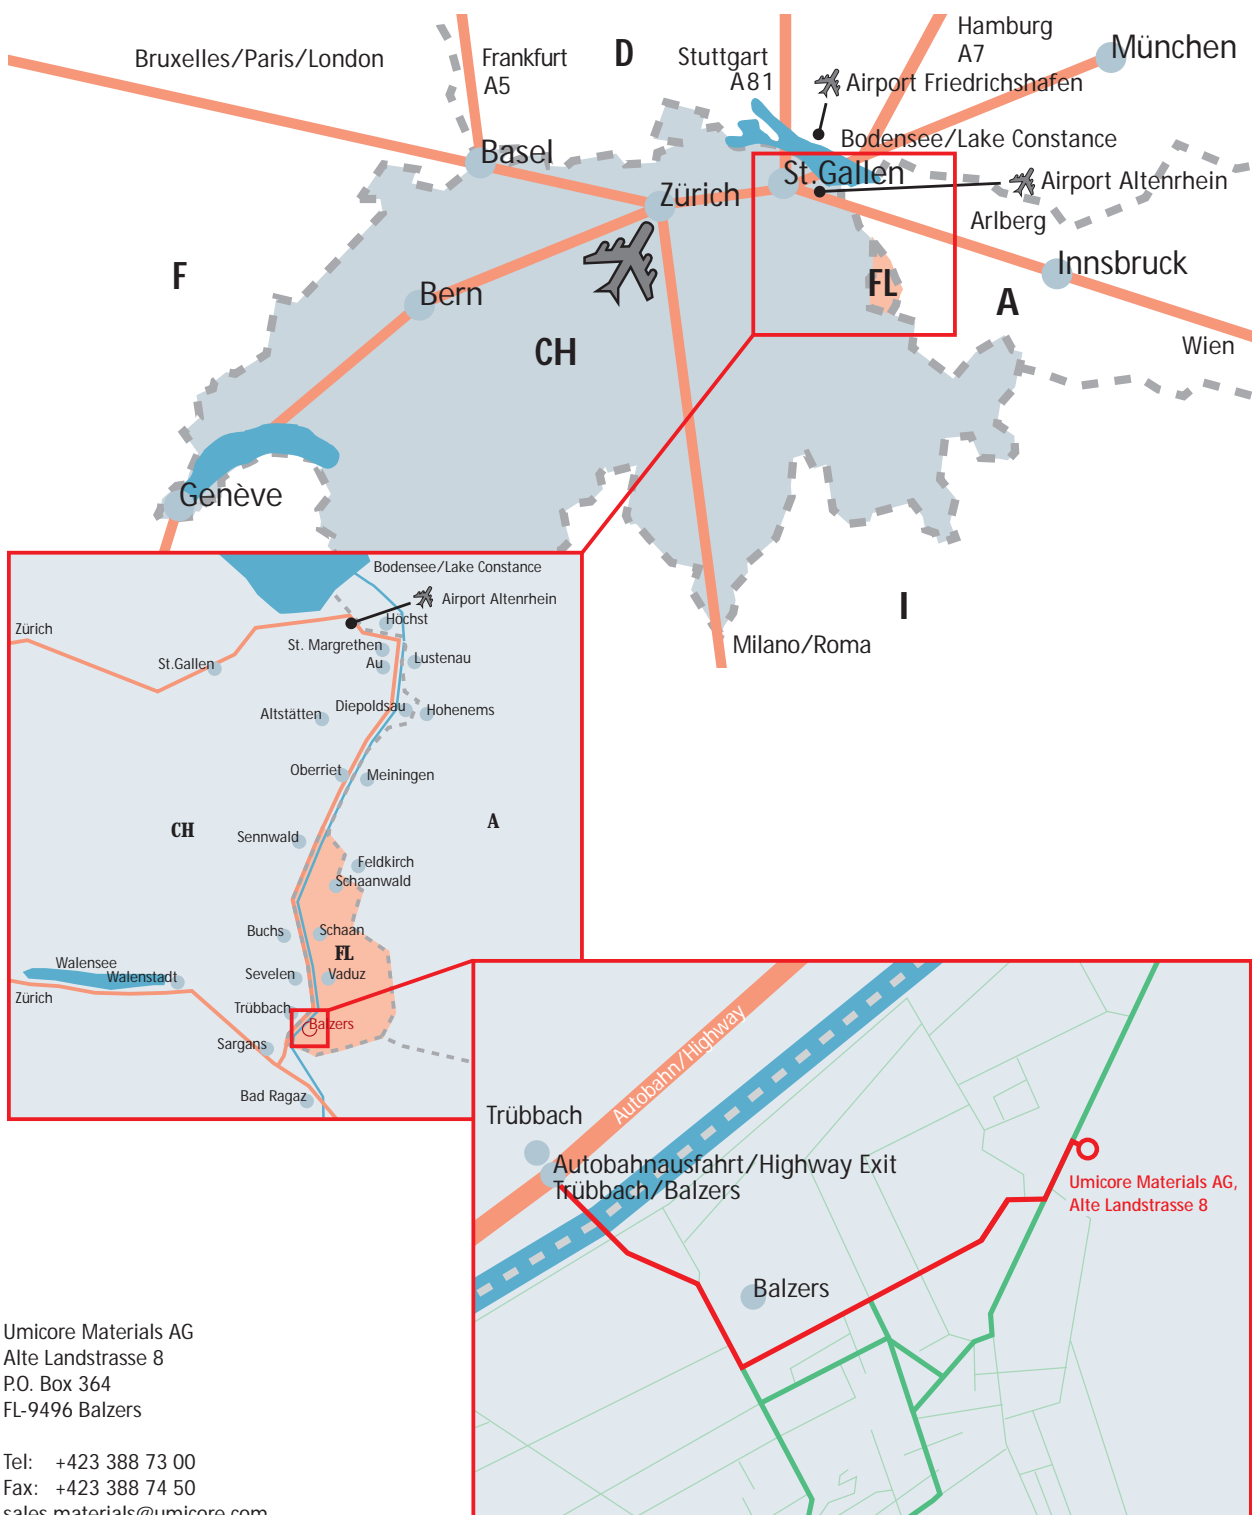 Bruxelles/Paris/London
Frankfurt
A5
D
Stuttgart
A81
Hamburg
A7
München
Airport Friedrichshafen
Bodensee/Lake Constance
Basel
Zürich
St.Gallen
Airport Altenrhein
Arlberg
Innsbruck
F
Bern
FL
A
CH
Wien
Genève
I
Milano/Roma
Bodensee/Lake Constance
Airport Altenrhein
Zürich
Höchst
St. Margrethen
Au
Lustenau
St.Gallen
Altstätten
Diepoldsau
Hohenems
Oberriet
Meiningen
CH
A
Sennwald
Feldkirch
Schaanwald
Buchs
Schaan
FL
Walensee
Walenstadt
Sevelen
Vaduz
Zürich
Trübbach
Balzers
Sargans
Bad Ragaz
Autobahn/Highway
Trübbach
Autobahnausfahrt/Highway Exit
Trübbach/Balzers
Umicore Materials AG,
Alte Landstrasse 8
Balzers
Umicore Materials AG
Alte Landstrasse 8
P.O. Box 364
FL-9496 Balzers
Tel: +423 388 73 00
Fax: +423 388 74 50
sales.materials@umicore.com